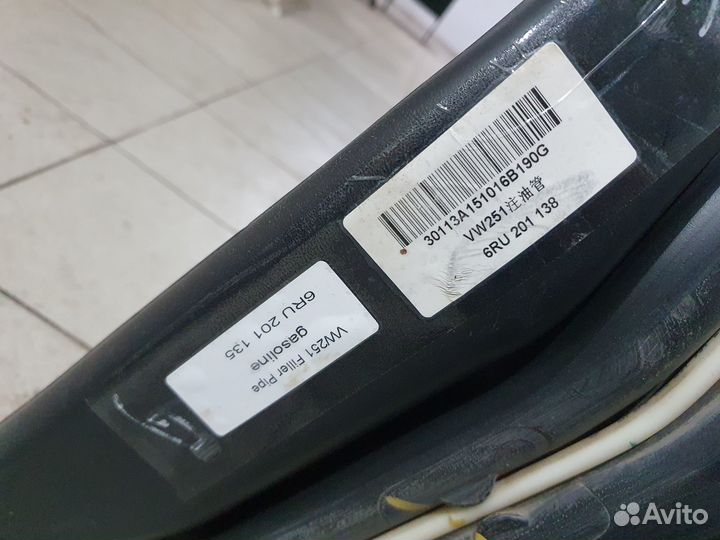 30113A151016B190G
VW251注油管
6RU 201 138
VW251 Filler Pipe
gasoline
6RU 201 135
Avito